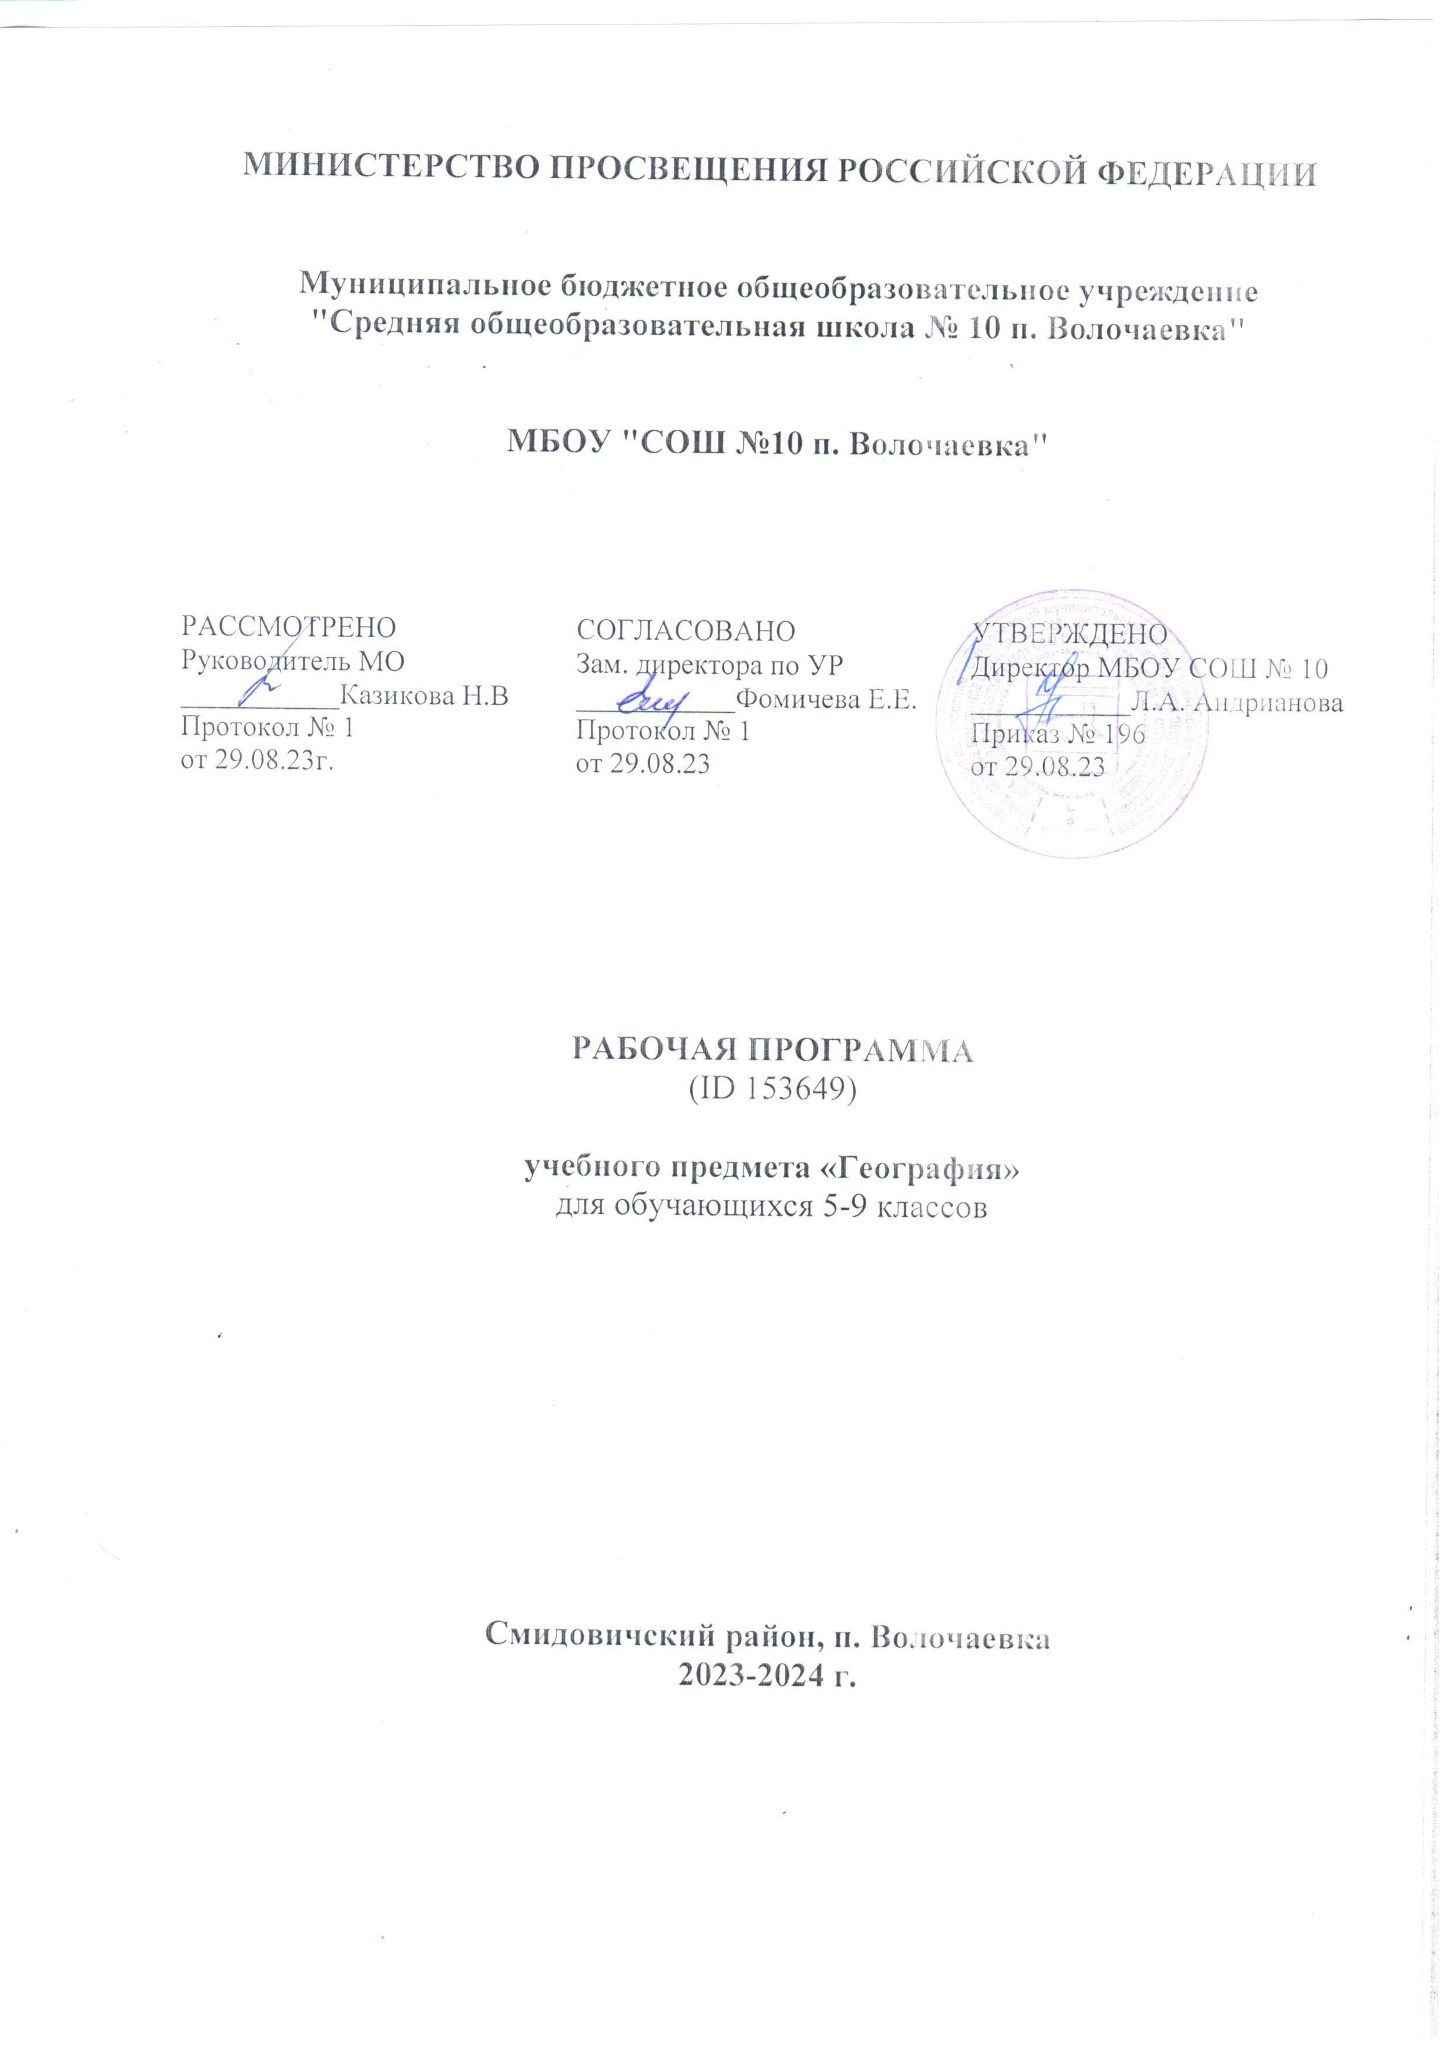 МИНИСТЕРСТВО ПРОСВЕЩЕНИЯ РОССИЙСКОЙ ФЕДЕРАЦИИ
Муниципальное бюджетное общеобразовательное учреждение
"Средняя общеобразовательная школа № 10 п. Волочаевка"
МБОУ "СОШ №10 п. Волочаевка"
РАССМОТРЕНО
Руководитель МО
____________Казикова Н.В
Протокол № 1
от 29.08.23г.
СОГЛАСОВАНО
Зам. директора по УР
____________Фомичева Е.Е.
Протокол № 1
от 29.08.23
УТВЕРЖДЕНО
Директор МБОУ СОШ № 10
____________Л.А. Андрианова
Приказ № 196
от 29.08.23
РАБОЧАЯ ПРОГРАММА
(ID 153649)
учебного предмета «География»
для обучающихся 5-9 классов
Смидовичский район, п. Волочаевка
2023-2024 г.